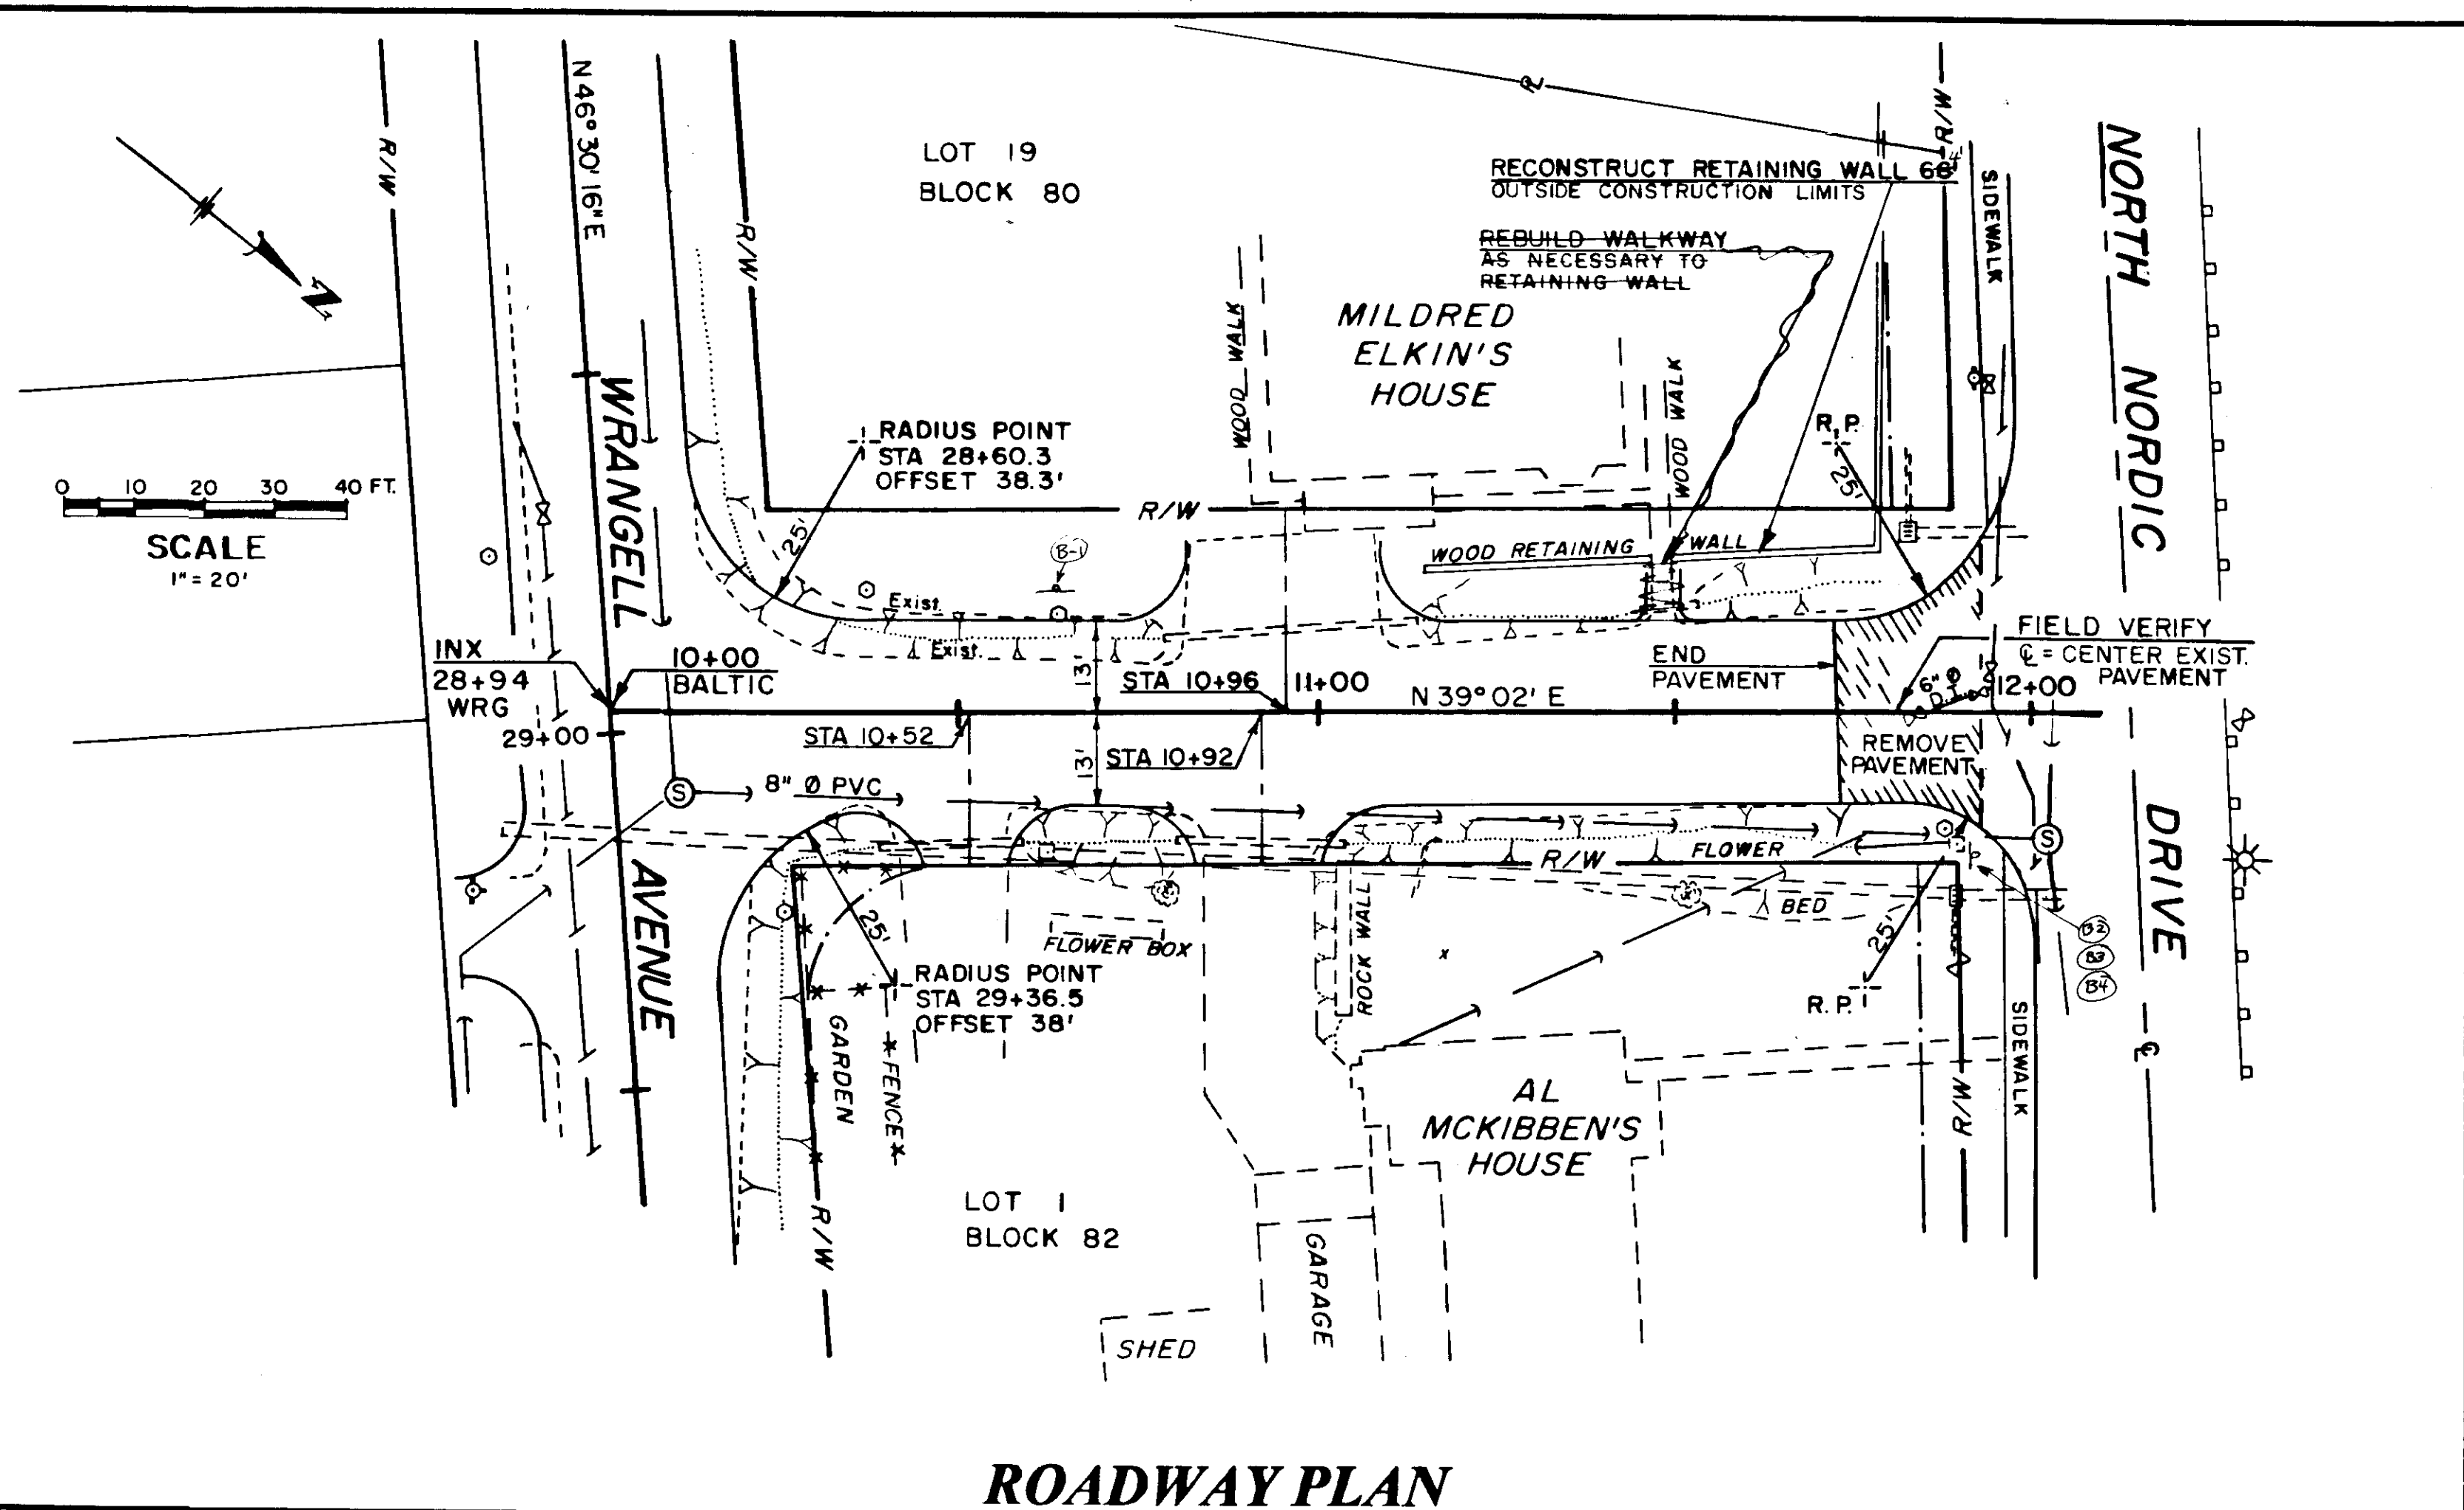 R/W
N 46° 30' 16" E
R/W
LOT 19
BLOCK 80
R/W
RECONSTRUCT RETAINING WALL
OUTSIDE CONSTRUCTION LIMITS
SIDEWALK
NORTH NORDIC DRIVE
N
REBUILD WALKWAY
AS NECESSARY TO
RETAINING WALL
MILDRED
ELKIN'S
HOUSE
WOOD WALK
WOOD WALK
WRANGELL AVENUE
RADIUS POINT
STA 28+60.3
OFFSET 38.3'
25'
R.P.
25'
0 10 20 30 40 FT.
SCALE
1" = 20'
R/W
B-1
WOOD RETAINING WALL
Exist.
Exist.
INX
28+94
WRG
29+00
10+00
BALTIC
13'
STA 10+96
11+00
N 39° 02' E
END
PAVEMENT
6" Ø
D.I.
12+00
FIELD VERIFY
℄ = CENTER EXIST.
PAVEMENT
STA 10+52
STA 10+92
13'
REMOVE
PAVEMENT
S
8" Ø PVC
S
R/W
FLOWER
BED
25'
FLOWER BOX
ROCK WALL
25'
B2
B3
B4
RADIUS POINT
STA 29+36.5
OFFSET 38'
R.P.
GARDEN
FENCE
SIDEWALK
℄
R/W
AL
MCKIBBEN'S
HOUSE
LOT 1
BLOCK 82
R/W
GARAGE
SHED
ROADWAY PLAN